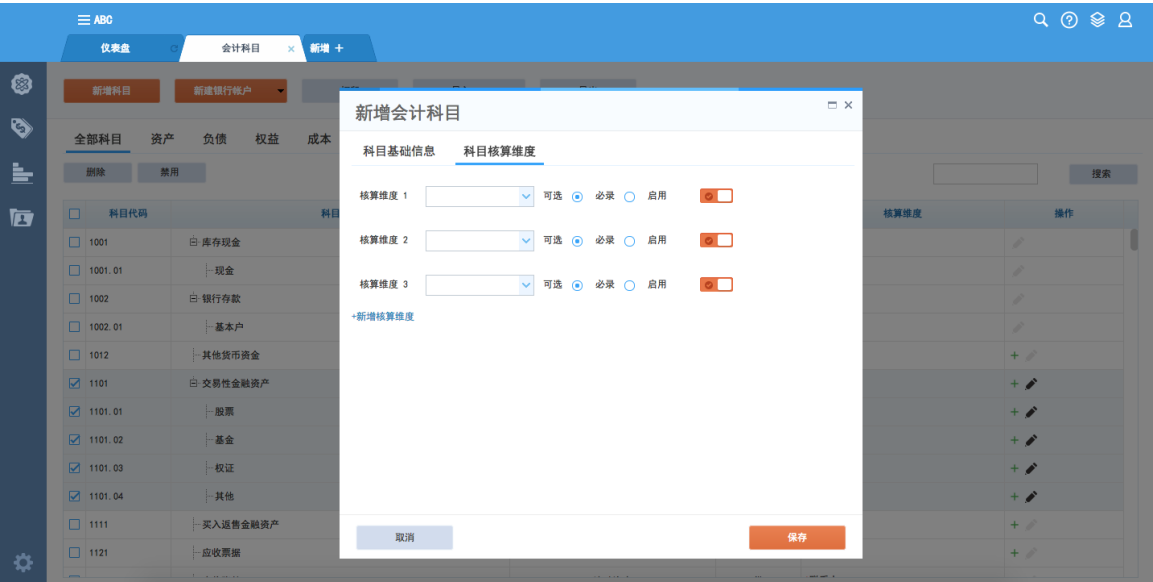 ABC
仪表盘
会计科目
新增
新增科目
新建银行帐户
新增会计科目
全部科目 资产 负债 权益 成本
科目基础信息 科目核算维度
删除 禁用
搜索
核算维度 1 可选 必录 启用
科目代码
核算维度
操作
1001 库存现金
核算维度 2 可选 必录 启用
1001.01 现金
核算维度 3 可选 必录 启用
1002 银行存款
+新增核算维度
1002.01 基本户
1012 其他货币资金
1101 交易性金融资产
1101.01 股票
1101.02 基金
1101.03 权证
1101.04 其他
1111 买入返售金融资产
取消 保存
1121 应收票据